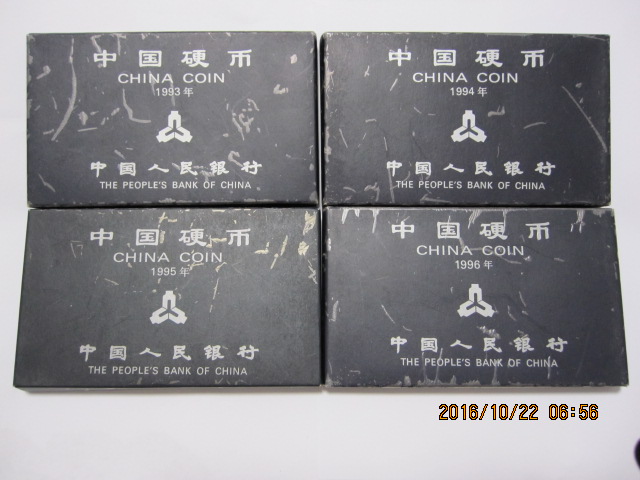 中国硬币
CHINA COIN
1993年
中国人民银行
THE PEOPLE'S BANK OF CHINA
中国硬币
CHINA COIN
1994年
中国人民银行
THE PEOPLE'S BANK OF CHINA
中国硬币
CHINA COIN
1995年
中国人民银行
THE PEOPLE'S BANK OF CHINA
中国硬币
CHINA COIN
1996年
中国人民银行
THE PEOPLE'S BANK OF CHINA
2016/10/22 06:56